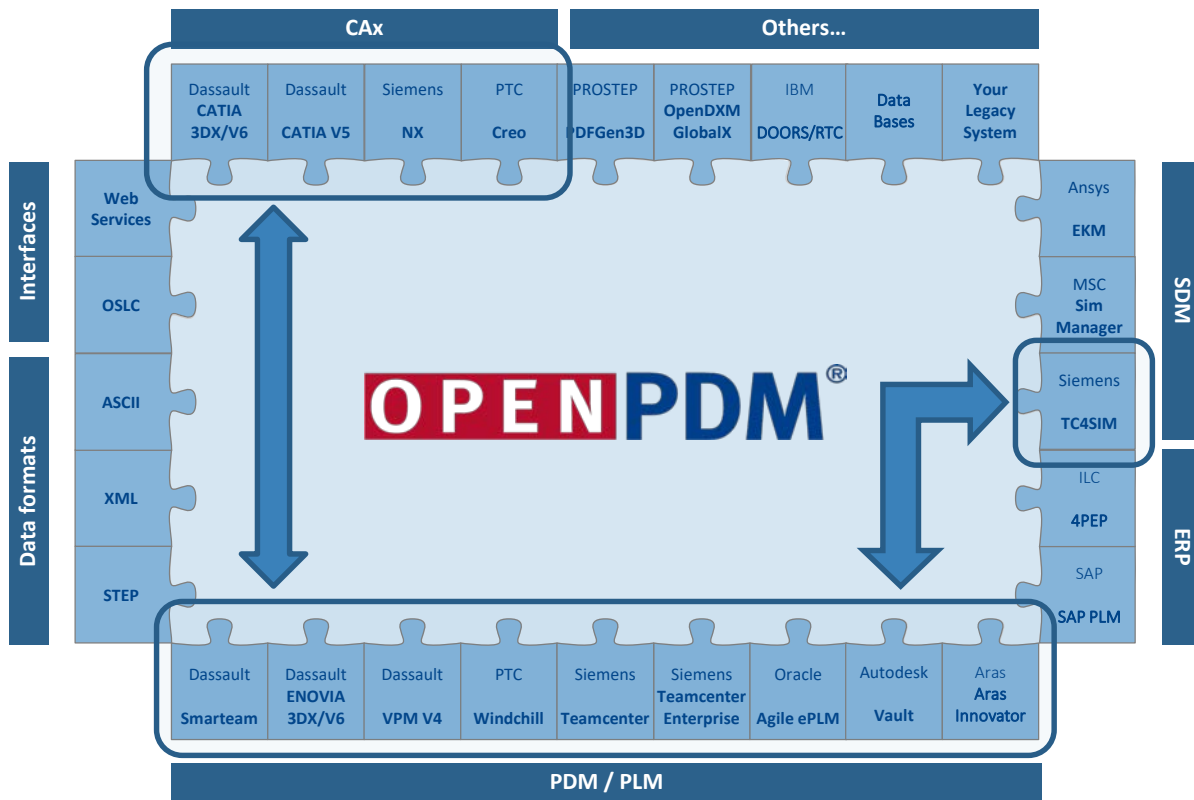 CAx
Others...
Dassault
CATIA
3DX/V6
Dassault
CATIA V5
Siemens
NX
PTC
Creo
PROSTEP
PDFGen3D
PROSTEP
OpenDXM
GlobalX
IBM
DOORS/RTC
Data
Bases
Your
Legacy
System
Interfaces
Web
Services
OSLC
Data formats
ASCII
XML
STEP
OPENPDM®
SDM
Ansys
EKM
MSC
Sim
Manager
Siemens
TC4SIM
ERP
ILC
4PEP
SAP
SAP PLM
Dassault
Smarteam
Dassault
ENOVIA
3DX/V6
Dassault
VPM V4
PTC
Windchill
Siemens
Teamcenter
Siemens
Teamcenter
Enterprise
Oracle
Agile ePLM
Autodesk
Vault
Aras
Aras
Innovator
PDM / PLM